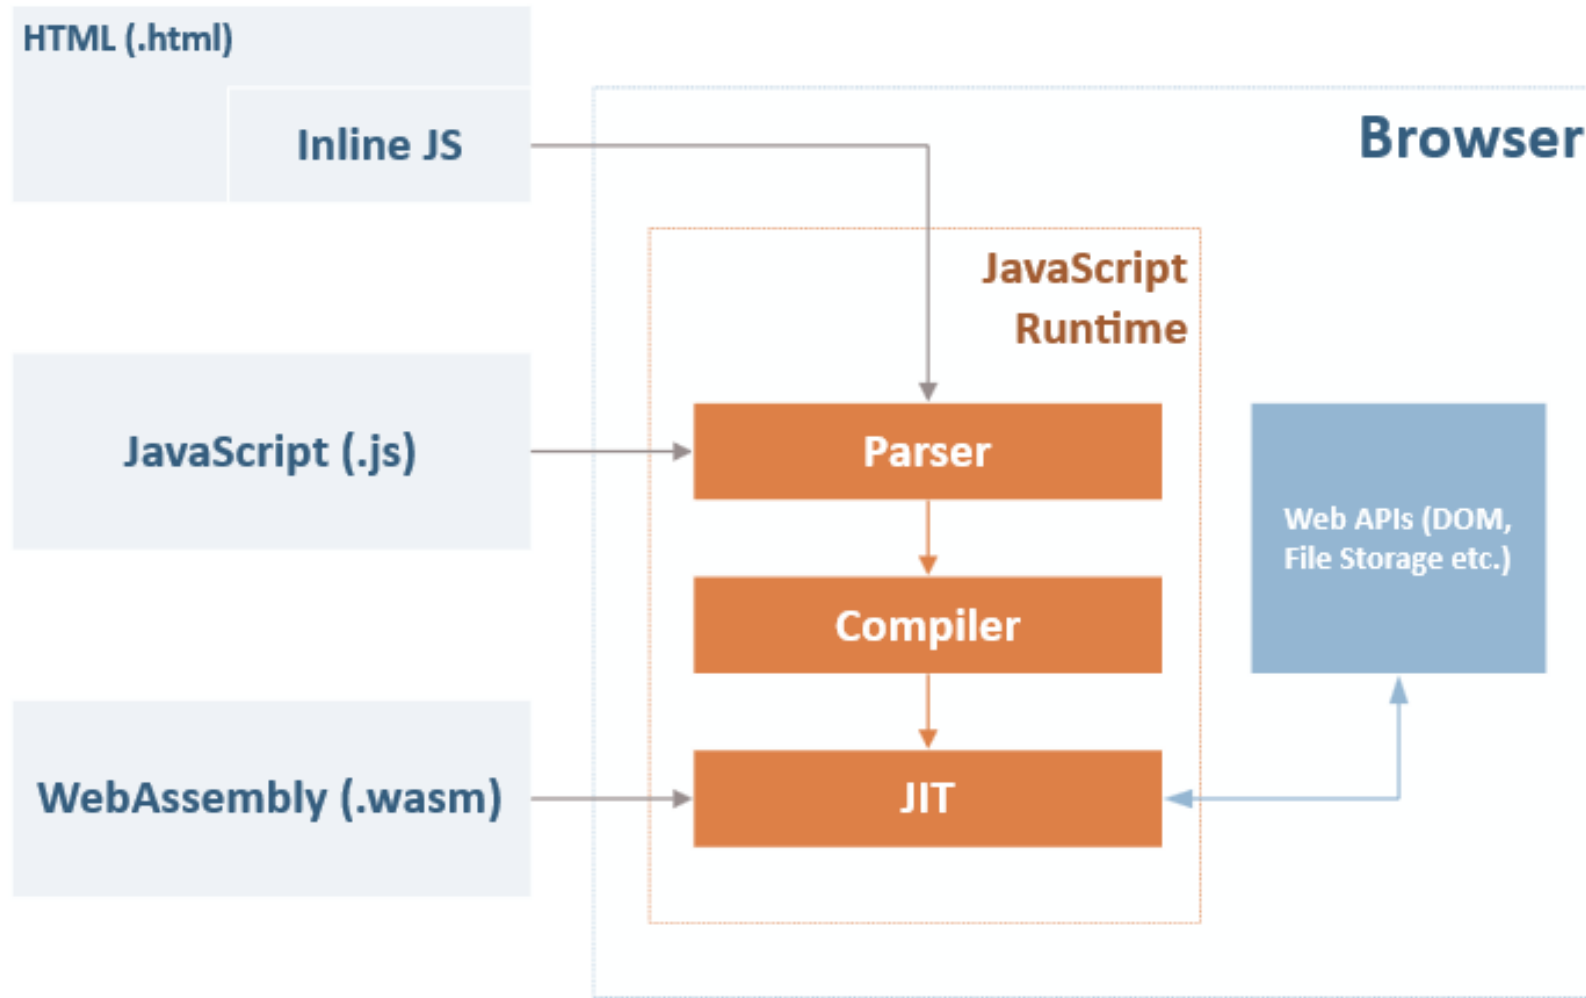 HTML (.html)
Inline JS
Browser
JavaScript
Runtime
JavaScript (.js)
Parser
Web APIs (DOM,
File Storage etc.)
Compiler
WebAssembly (.wasm)
JIT